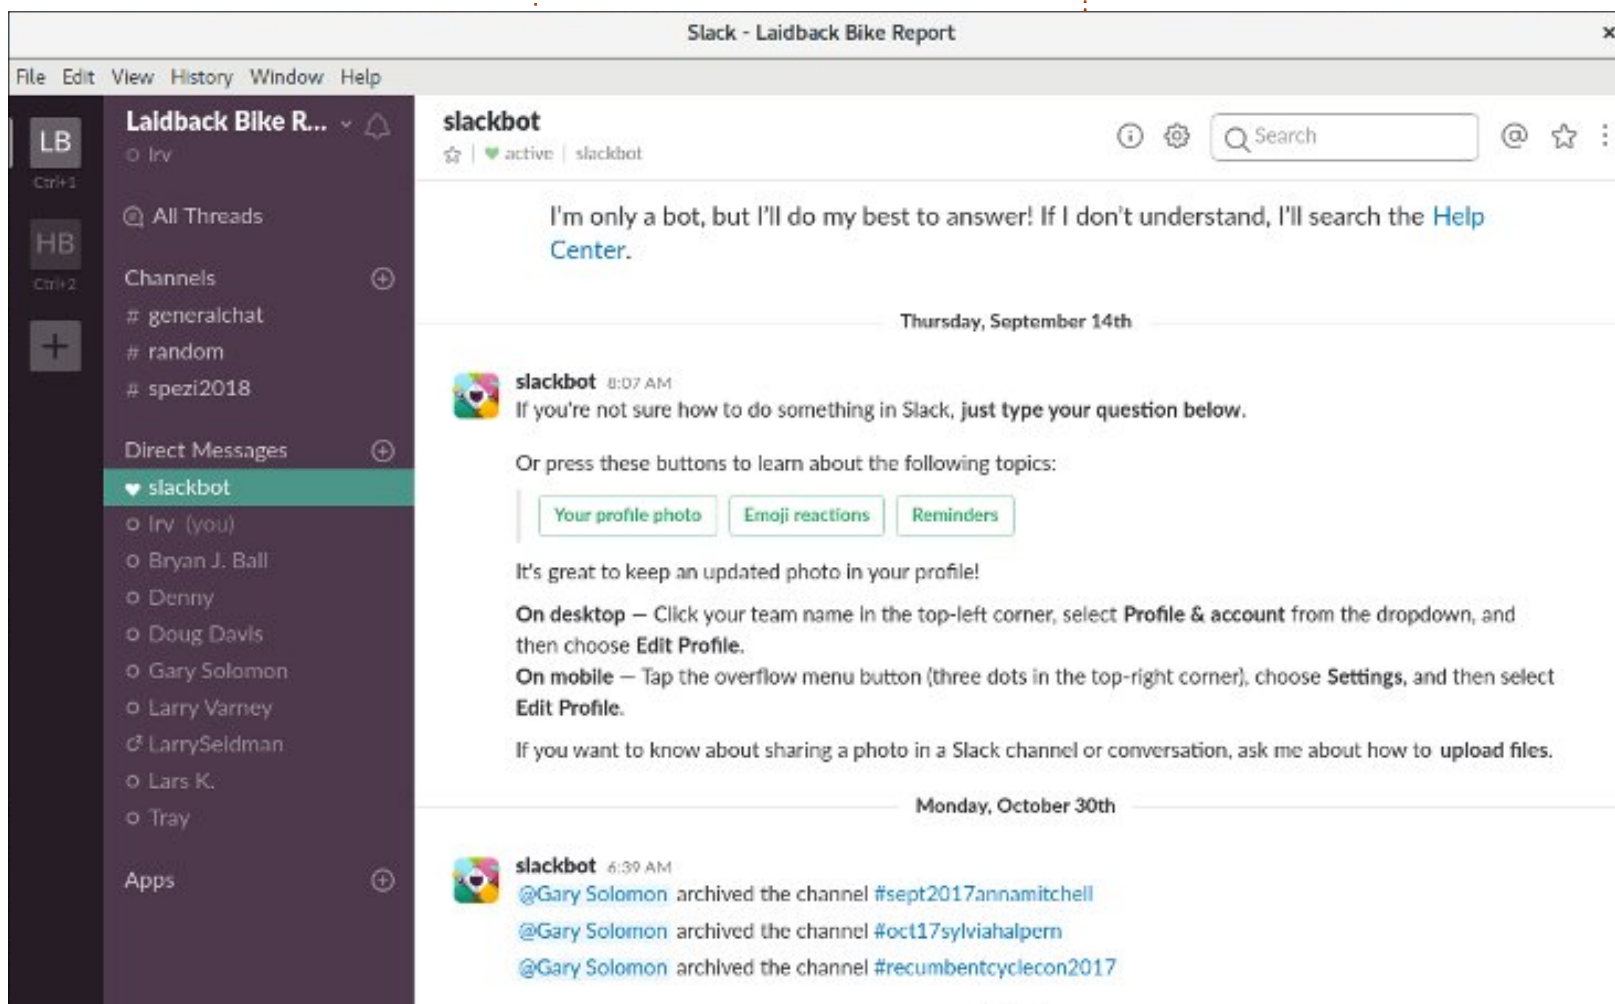 Slack - Laidback Bike Report
File Edit View History Window Help
LB
Ctrl+1
HB
Ctrl+2
Laidback Bike R...
Irv
All Threads
Channels
# generalchat
# random
# spezi2018
Direct Messages
slackbot
Irv (you)
Bryan J. Ball
Denny
Doug Davis
Gary Solomon
Larry Varney
LarrySeidman
Lars K.
Tray
Apps
slackbot
active | slackbot
Search
I'm only a bot, but I'll do my best to answer! If I don't understand, I'll search the Help
Center.
Thursday, September 14th
slackbot 8:07 AM
If you're not sure how to do something in Slack, just type your question below.
Or press these buttons to learn about the following topics:
Your profile photo Emoji reactions Reminders
It's great to keep an updated photo in your profile!
On desktop — Click your team name in the top-left corner, select Profile & account from the dropdown, and
then choose Edit Profile.
On mobile — Tap the overflow menu button (three dots in the top-right corner), choose Settings, and then select
Edit Profile.
If you want to know about sharing a photo in a Slack channel or conversation, ask me about how to upload files.
Monday, October 30th
slackbot 6:39 AM
@Gary Solomon archived the channel #sept2017annamitchell
@Gary Solomon archived the channel #oct17sylviahalpern
@Gary Solomon archived the channel #recumbentcyclecon2017